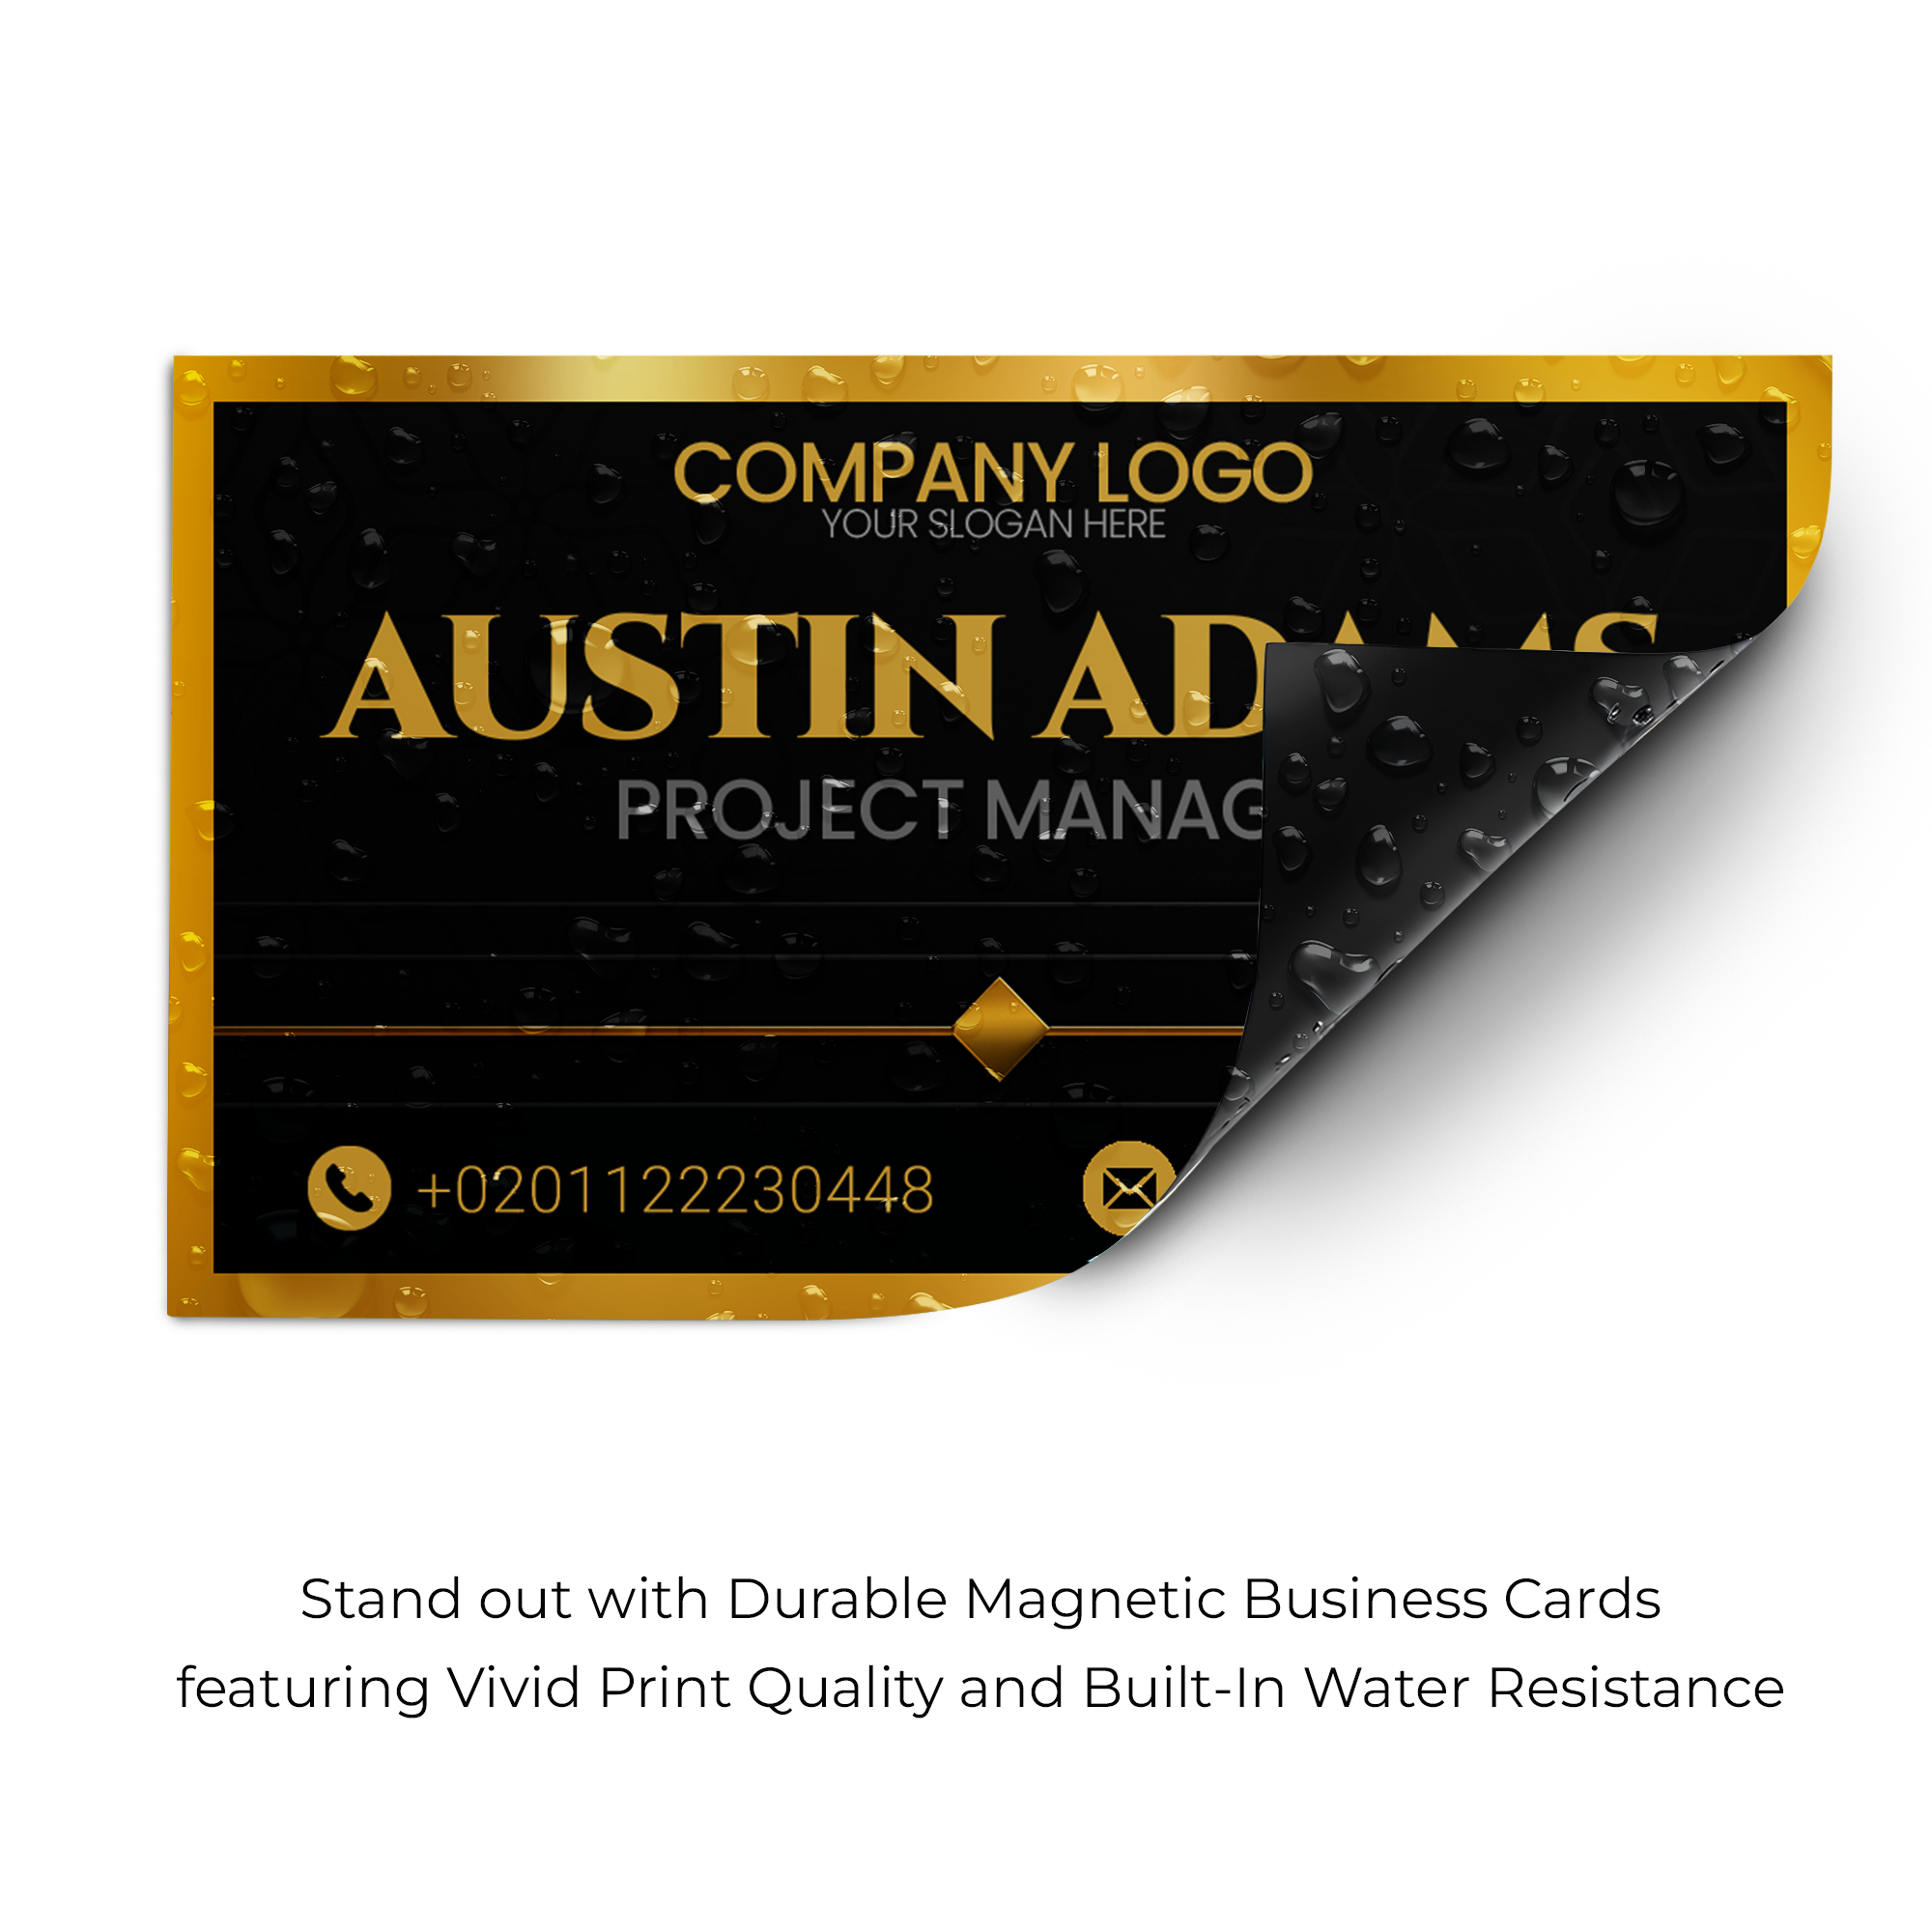 COMPANY LOGO
YOUR SLOGAN HERE
AUSTIN ADAMS
PROJECT MANAG
+0201122230448
Stand out with Durable Magnetic Business Cards
featuring Vivid Print Quality and Built-In Water Resistance